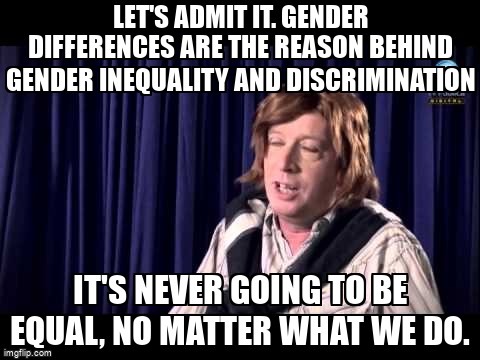 LET'S ADMIT IT. GENDER
DIFFERENCES ARE THE REASON BEHIND
GENDER INEQUALITY AND DISCRIMINATION
DIGITAL
IT'S NEVER GOING TO BE
EQUAL, NO MATTER WHAT WE DO.
imgflip.com